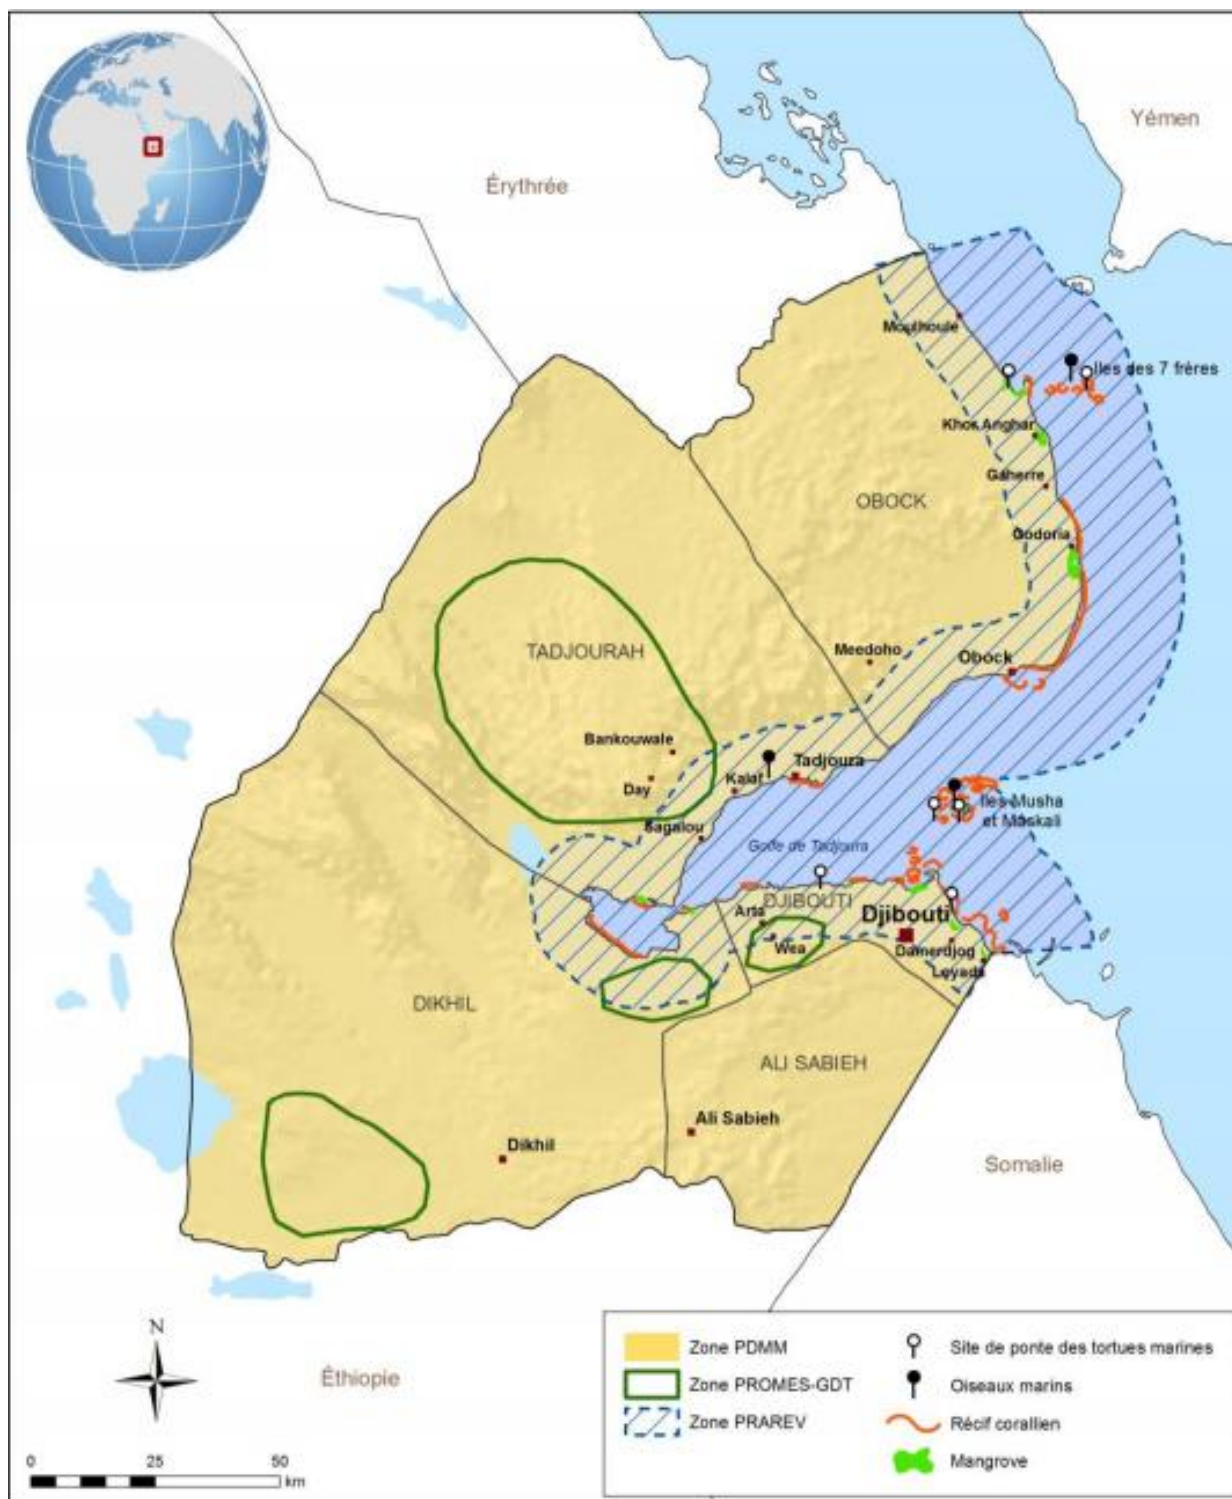 Yémen
Érythrée
Moulhoule
Iles des 7 frères
Khor Anghar
Gaherre
OBOCK
Godoria
TADJOURAH
Meedoho
Obock
Bankouwale
Tadjouza
Day
Kalaf
Iles Musha
et Maskali
Sagalou
Golfe de Tadjoura
DJIBOUTI
Arta
Djibouti
Wea
Damerdjog
Loyada
DIKHIL
ALI SABIEH
Ali Sabieh
Dikhil
Somalie
Éthiopie
N
0 25 50
km
Zone PDMM
Zone PROMES-GDT
Zone PRAREV
Site de ponte des tortues marines
Oiseaux marins
Récif corallien
Mangrove